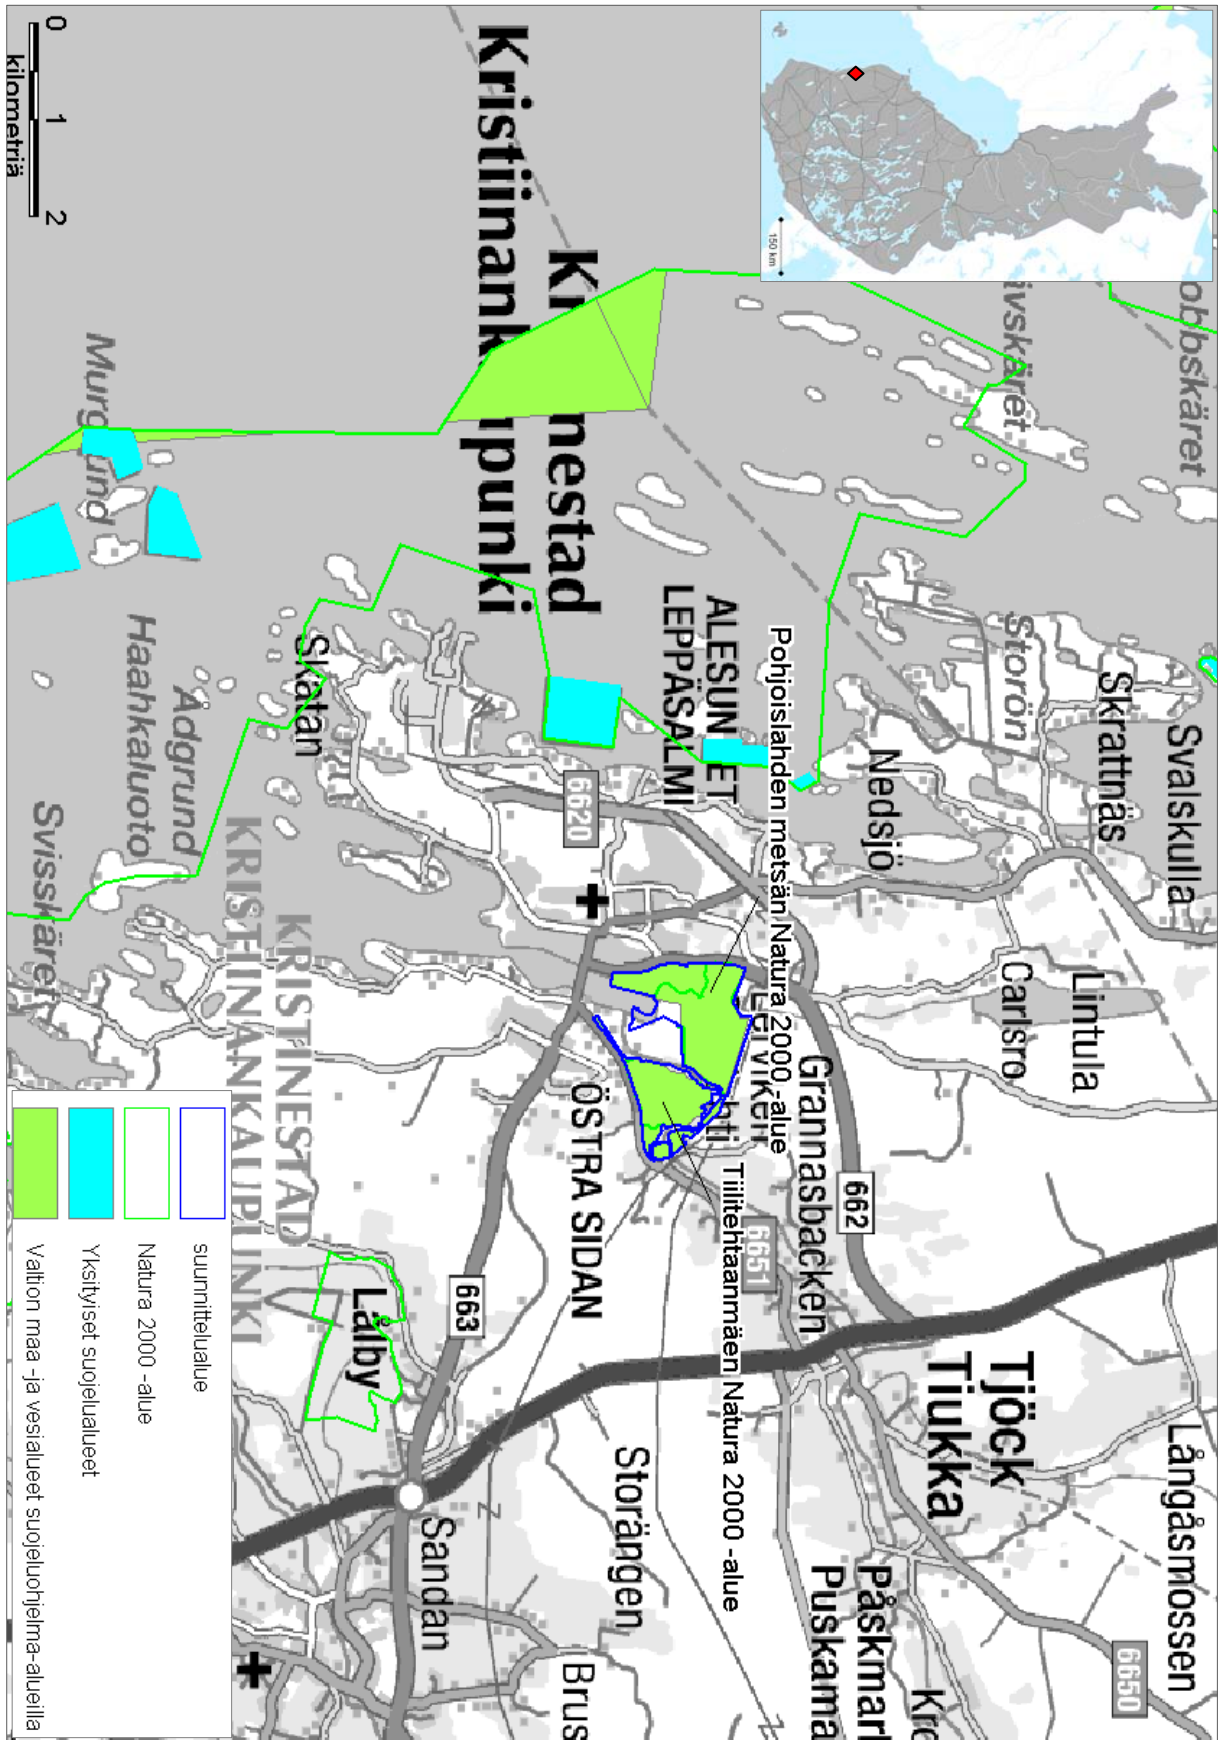 0 1 2
kilometriä
150 km
Kristiinankaupunki
Kristinestad
Murgrund
Haahkaluoto
Ådgrund
Svisskäret
Skatan
Storön
Skrattnäs
Svalskulla
Nedsjö
ALESUNDET
LEPPÄSALMI
Pohjoislahden metsän Natura 2000 -alue
6620
Carlsro
Lintula
Grannasbacken
662
6651
Tiilitehtaanmäen Natura 2000 -alue
ÖSTRA SIDAN
KRISTINESTAD
KRISTIINANKAUPUNKI
663
Lålby
Tjöck
Tiukka
Långåsmossen
Storängen
Sandan
6650
suunnittelualue
Natura 2000 -alue
Yksityiset suojelualueet
Valtion maa -ja vesialueet suojeluohjelma-alueilla